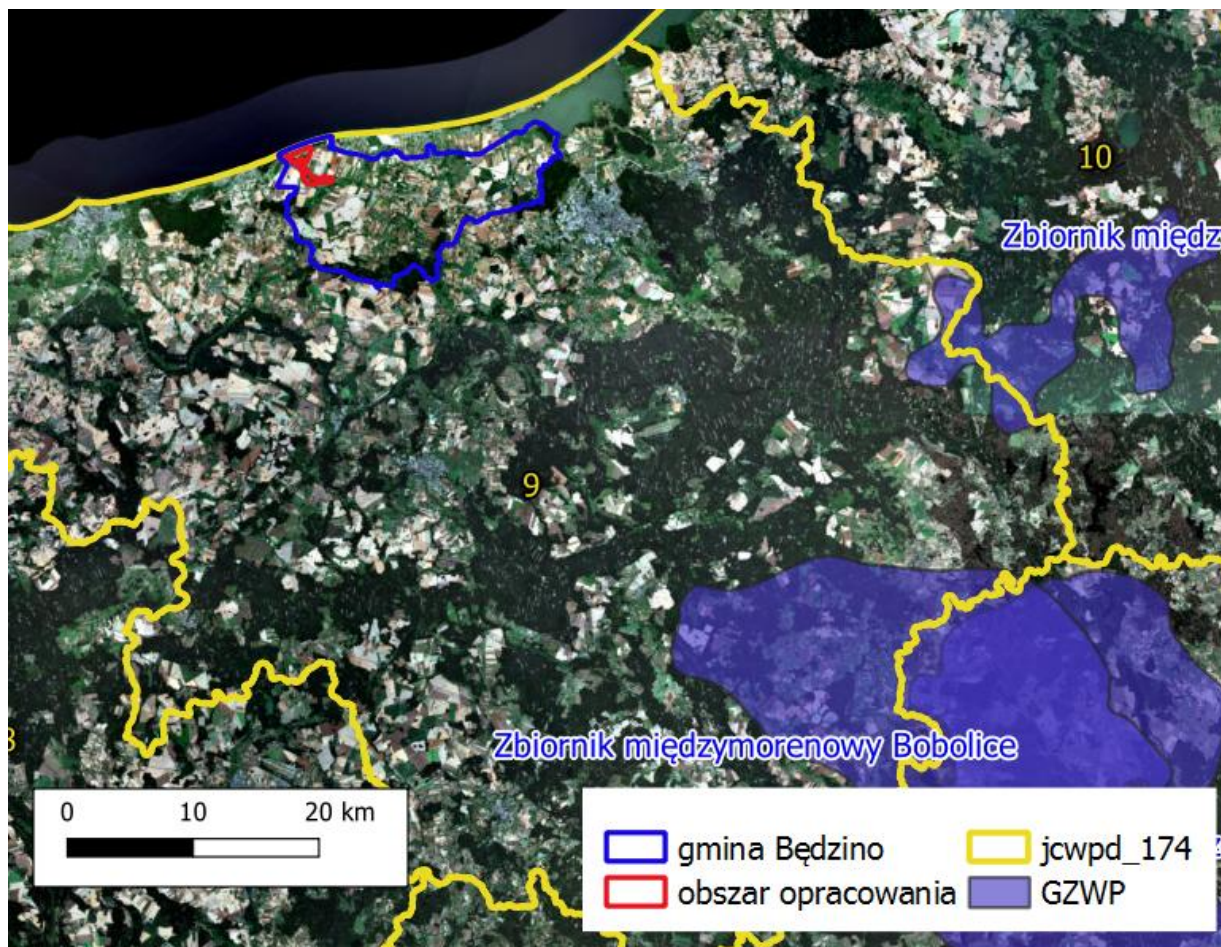 10
Zbiornik międz
9
Zbiornik międzymorenowy Bobolice
0 10 20 km
gmina Będzino
jcwpd_174
obszar opracowania
GZWP